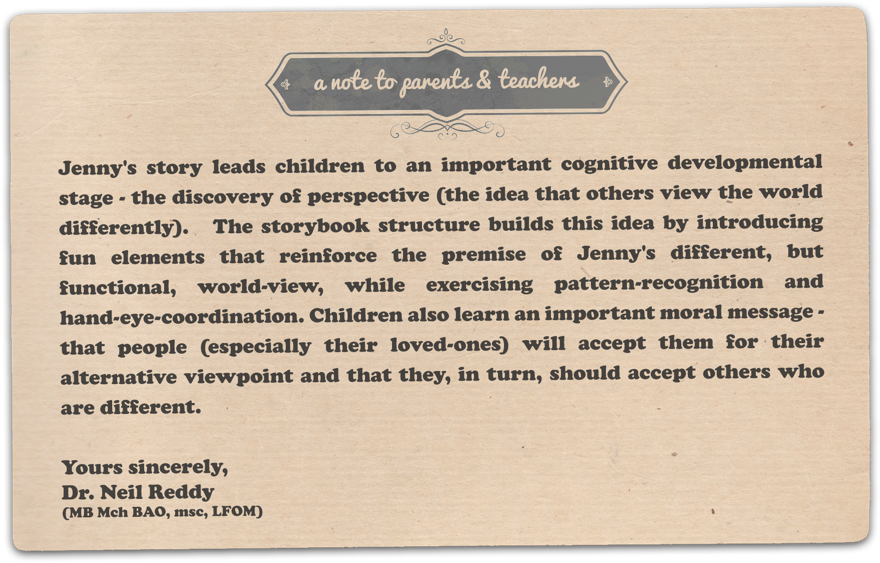 a note to parents & teachers
Jenny's story leads children to an important cognitive developmental
stage - the discovery of perspective (the idea that others view the world
differently). The storybook structure builds this idea by introducing
fun elements that reinforce the premise of Jenny's different, but
functional, world-view, while exercising pattern-recognition and
hand-eye-coordination. Children also learn an important moral message -
that people (especially their loved-ones) will accept them for their
alternative viewpoint and that they, in turn, should accept others who
are different.
Yours sincerely,
Dr. Neil Reddy
(MB Mch BAO, msc, LFOM)